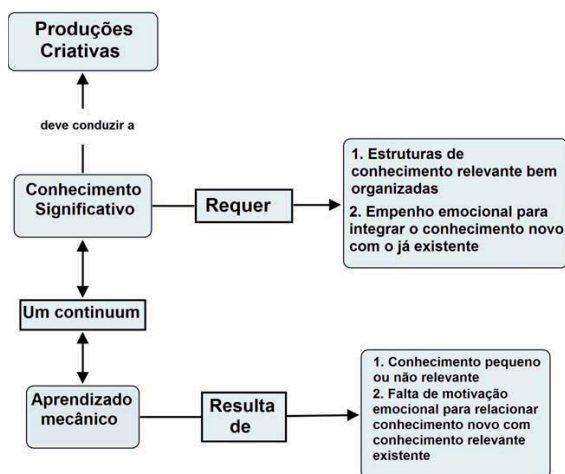 Produções
Criativas
deve conduzir a
Conhecimento
Significativo
Requer
1. Estruturas de
conhecimento relevante bem
organizadas
2. Empenho emocional para
integrar o conhecimento novo
com o já existente
Um continuum
Aprendizado
mecânico
Resulta
de
1. Conhecimento pequeno
ou não relevante
2. Falta de motivação
emocional para relacionar
conhecimento novo com
conhecimento relevante
existente